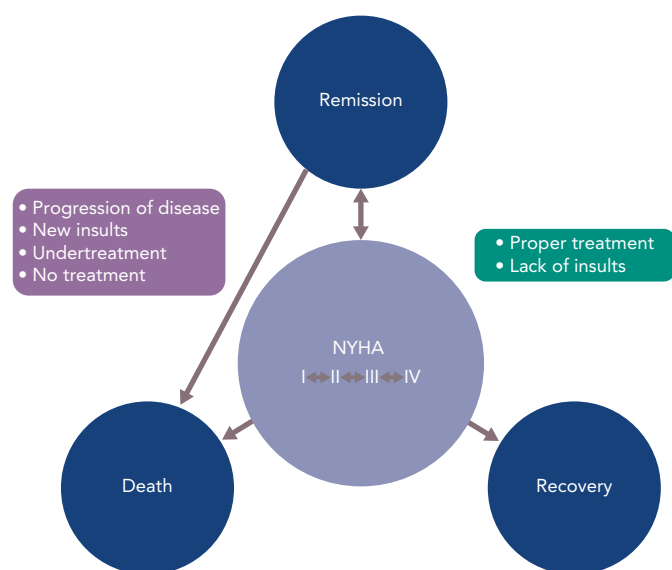 Remission
• Progression of disease
• New insults
• Undertreatment
• No treatment
• Proper treatment
• Lack of insults
NYHA
I II III IV
Death
Recovery